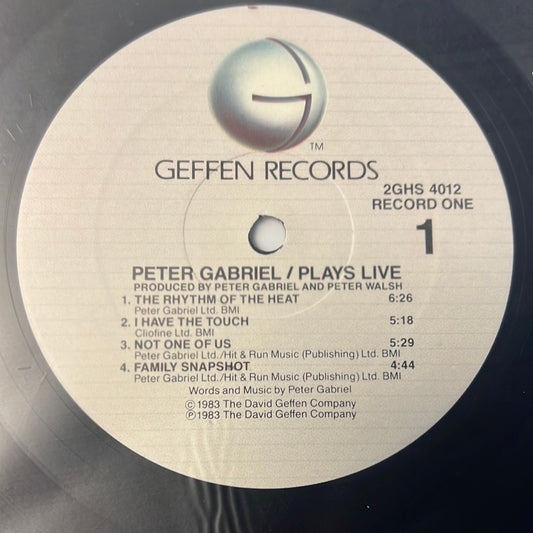 G
TM
GEFFEN RECORDS
2GHS 4012
RECORD ONE
1
PETER GABRIEL / PLAYS LIVE
PRODUCED BY PETER GABRIEL AND PETER WALSH
1. THE RHYTHM OF THE HEAT 6:26
Peter Gabriel Ltd. BMI
2. I HAVE THE TOUCH 5:18
Cliofine Ltd. BMI
3. NOT ONE OF US 5:29
Peter Gabriel Ltd./Hit & Run Music (Publishing) Ltd. BMI
4. FAMILY SNAPSHOT 4:44
Peter Gabriel Ltd./Hit & Run Music (Publishing) Ltd. BMI
Words and Music by Peter Gabriel
©1983 The David Geffen Company
℗1983 The David Geffen Company